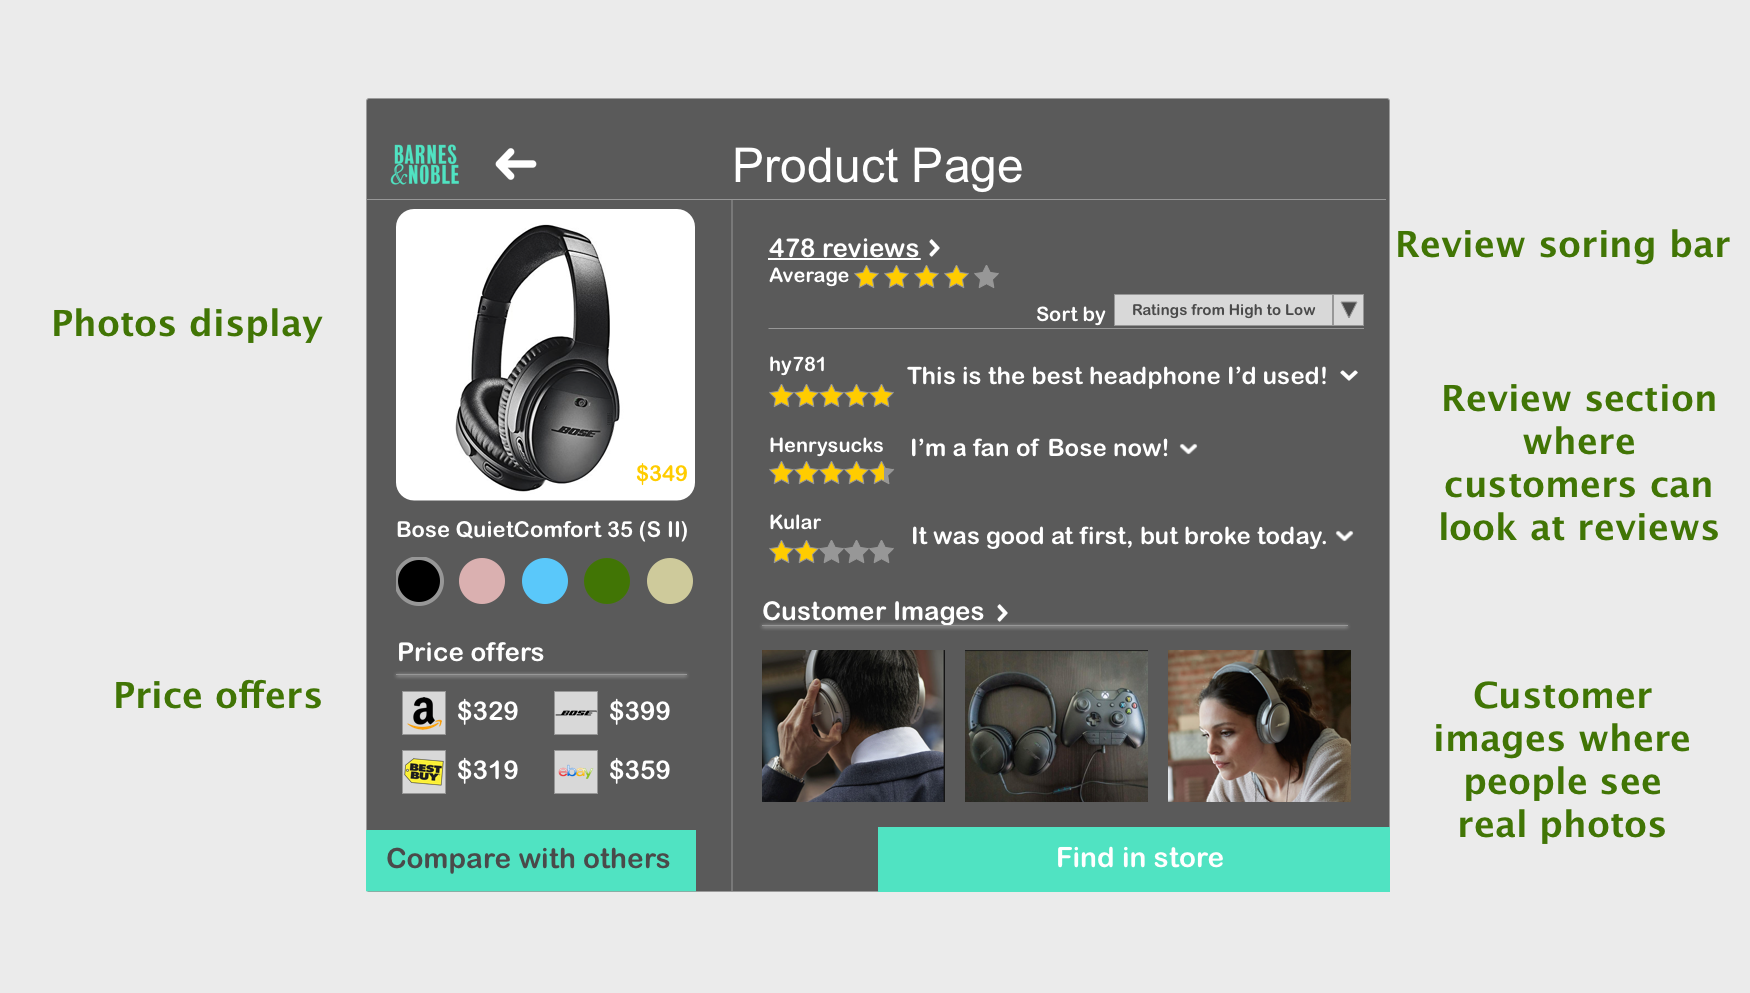 BARNES
&NOBLE
Product Page
Photos display
BOSE
$349
Bose QuietComfort 35 (S II)
Price offers
Price offers
a
$329
BOSE
$399
BEST
BUY
$319
ebay
$359
Compare with others
478 reviews
Average
Sort by
Ratings from High to Low
hy781
This is the best headphone I'd used!
Henrysucks
I'm a fan of Bose now!
Kular
It was good at first, but broke today.
Customer Images
Find in store
Review soring bar
Review section
where
customers can
look at reviews
Customer
images where
people see
real photos